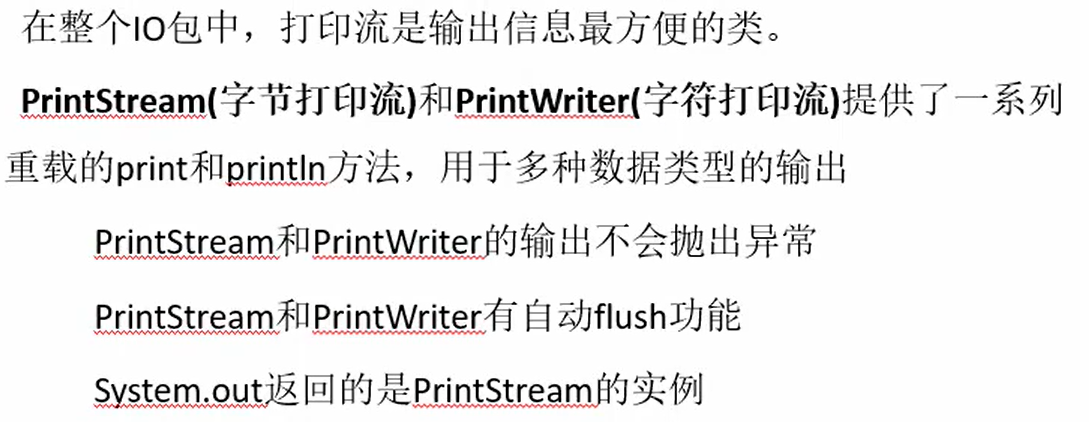 在整个IO包中，打印流是输出信息最方便的类。
PrintStream(字节打印流)和PrintWriter(字符打印流)提供了一系列
重载的print和println方法，用于多种数据类型的输出
PrintStream和PrintWriter的输出不会抛出异常
PrintStream和PrintWriter有自动flush功能
System.out返回的是PrintStream的实例